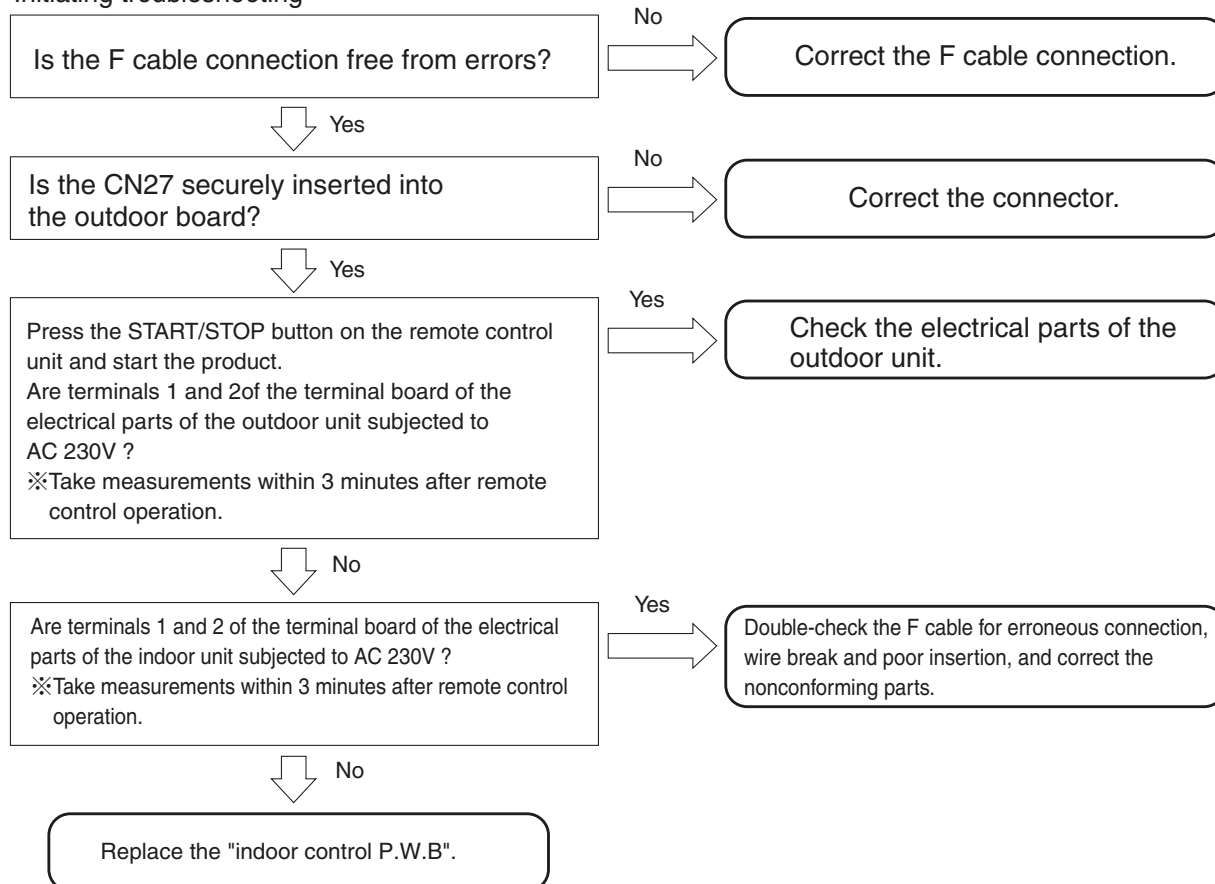 Initiating troubleshooting
No
Is the F cable connection free from errors?
Correct the F cable connection.
Yes
No
Is the CN27 securely inserted into
the outdoor board?
Correct the connector.
Yes
Yes
Press the START/STOP button on the remote control
unit and start the product.
Are terminals 1 and 2of the terminal board of the
electrical parts of the outdoor unit subjected to
AC 230V ?
※Take measurements within 3 minutes after remote
control operation.
Check the electrical parts of the
outdoor unit.
No
Yes
Are terminals 1 and 2 of the terminal board of the electrical
parts of the indoor unit subjected to AC 230V ?
※Take measurements within 3 minutes after remote control
operation.
Double-check the F cable for erroneous connection,
wire break and poor insertion, and correct the
nonconforming parts.
No
Replace the "indoor control P.W.B".